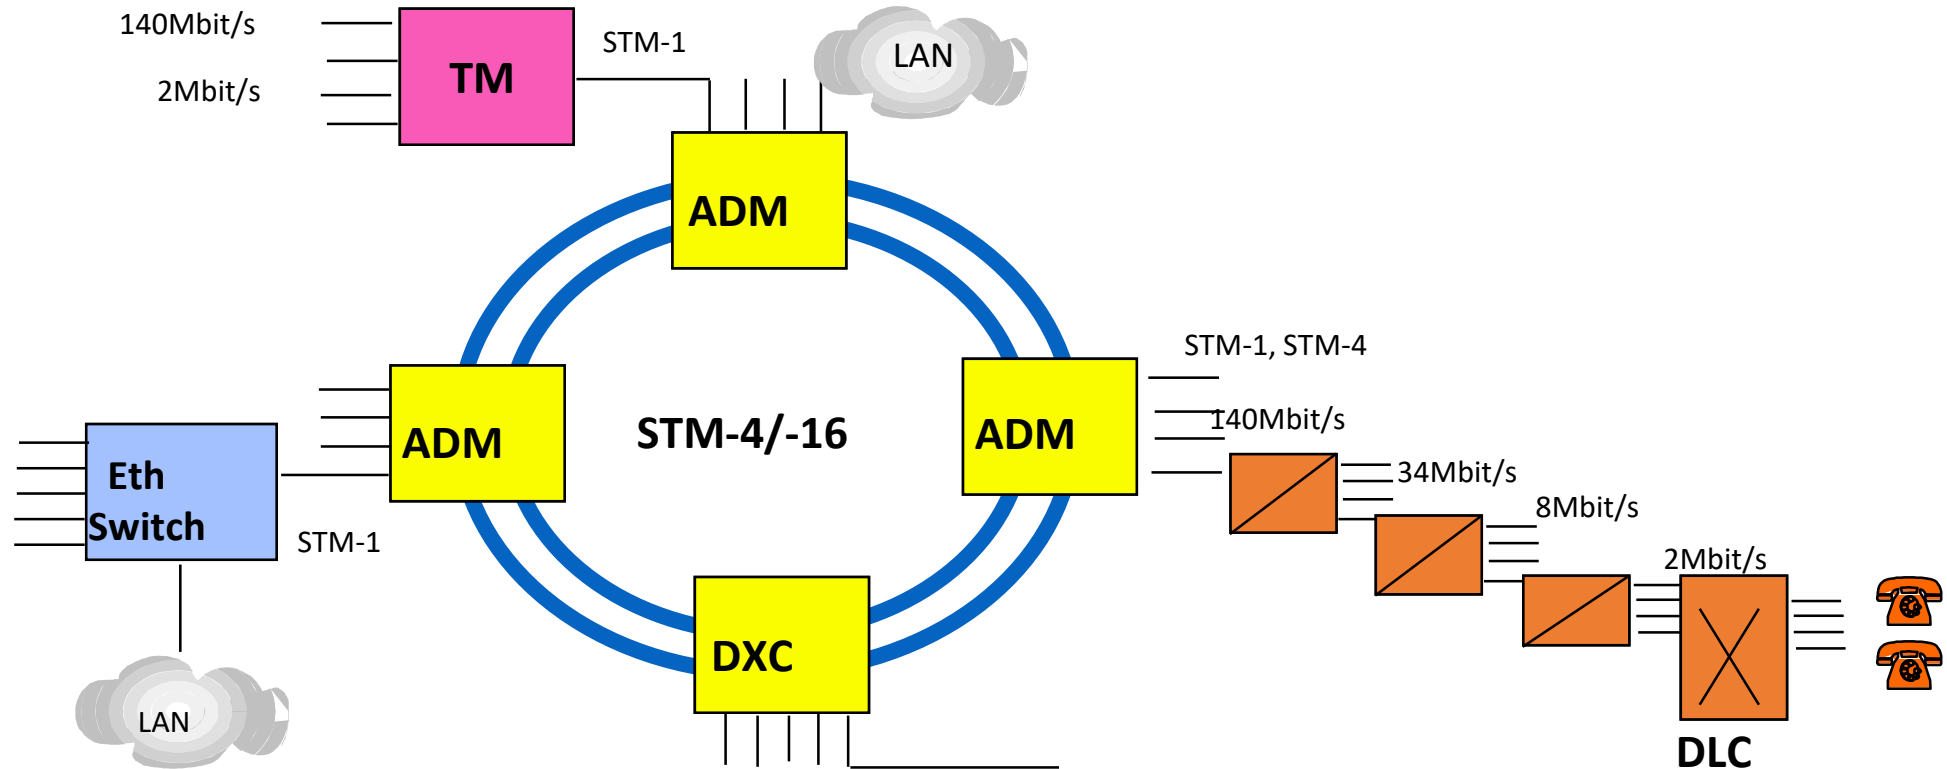 140Mbit/s
2Mbit/s
TM
STM-1
LAN
ADM
STM-1, STM-4
140Mbit/s
ADM
STM-4/-16
ADM
34Mbit/s
8Mbit/s
2Mbit/s
Eth
Switch
STM-1
DXC
LAN
DLC